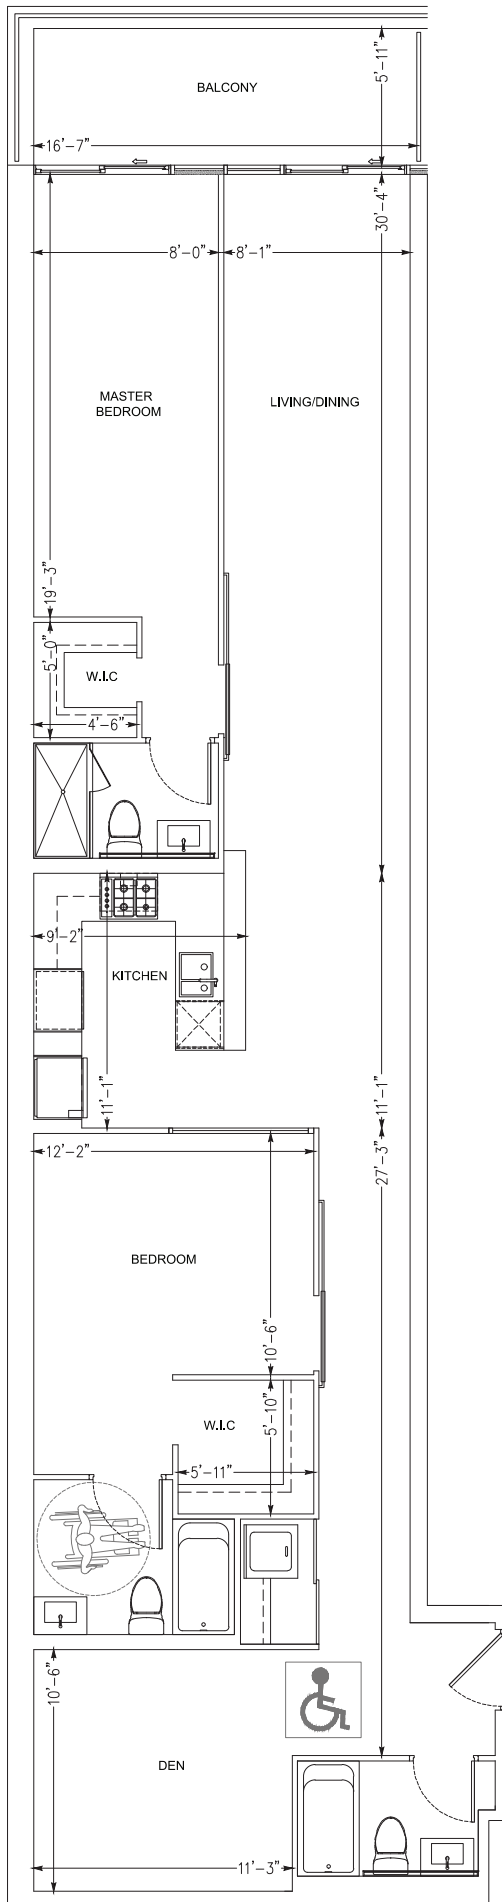 5'-11"
BALCONY
16'-7"
30'-4"
8'-0"
8'-1"
MASTER
BEDROOM
LIVING/DINING
19'-3"
5'-0"
W.I.C
4'-6"
9'-2"
KITCHEN
11'-1"
11'-1"
12'-2"
27'-3"
BEDROOM
10'-6"
5'-10"
W.I.C
5'-11"
10'-6"
DEN
11'-3"